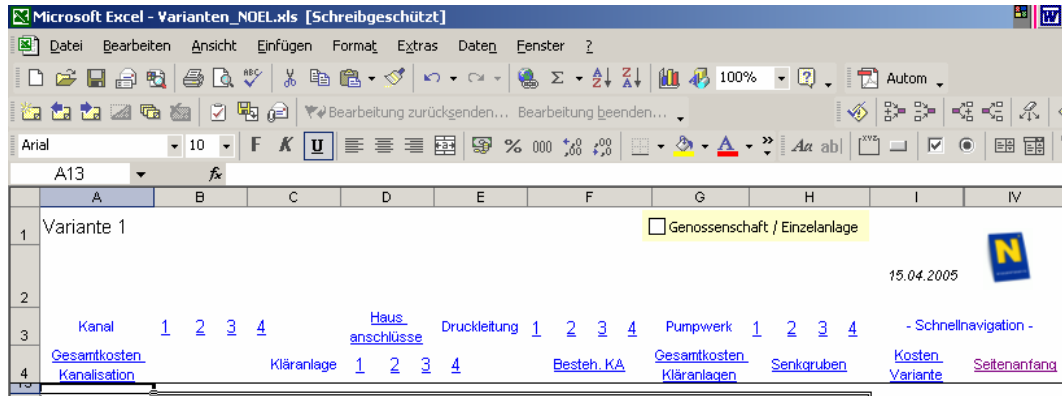 Microsoft Excel - Varianten_NOEL.xls [Schreibgeschützt]
Datei Bearbeiten Ansicht Einfügen Format Extras Daten Fenster ?
100% Autom
Bearbeitung zurücksenden... Bearbeitung beenden...
Arial 10 F K U % 000 Aa ab|
A13 fx
A B C D E F G H I IV
1 Variante 1 Genossenschaft / Einzelanlage
N
15.04.2005
2
3 Kanal 1 2 3 4 Haus anschlüsse Druckleitung 1 2 3 4 Pumpwerk 1 2 3 4 - Schnellnavigation -
4 Gesamtkosten Kanalisation Kläranlage 1 2 3 4 Besteh. KA Gesamtkosten Kläranlagen Senkgruben Kosten Variante Seitenanfang